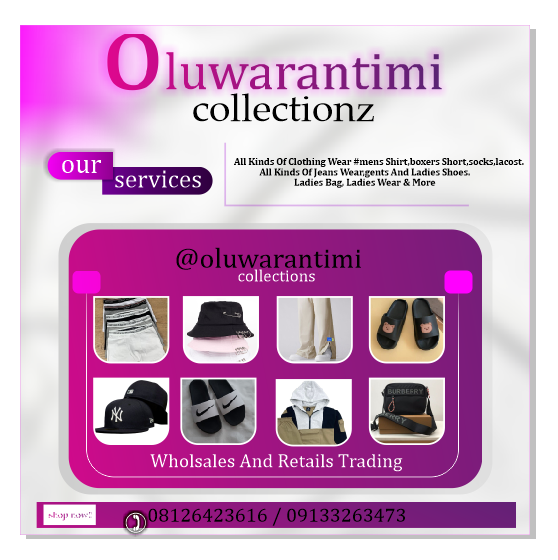 Oluwarantimi
collectionz
our
services
All Kinds Of Clothing Wear #mens Shirt,boxers Short,socks,lacost.
All Kinds Of Jeans Wear,gents And Ladies Shoes.
Ladies Bag, Ladies Wear & More
@oluwarantimi
collections
NY
BURBERRY
Wholsales And Retails Trading
shop now!!
08126423616 / 09133263473